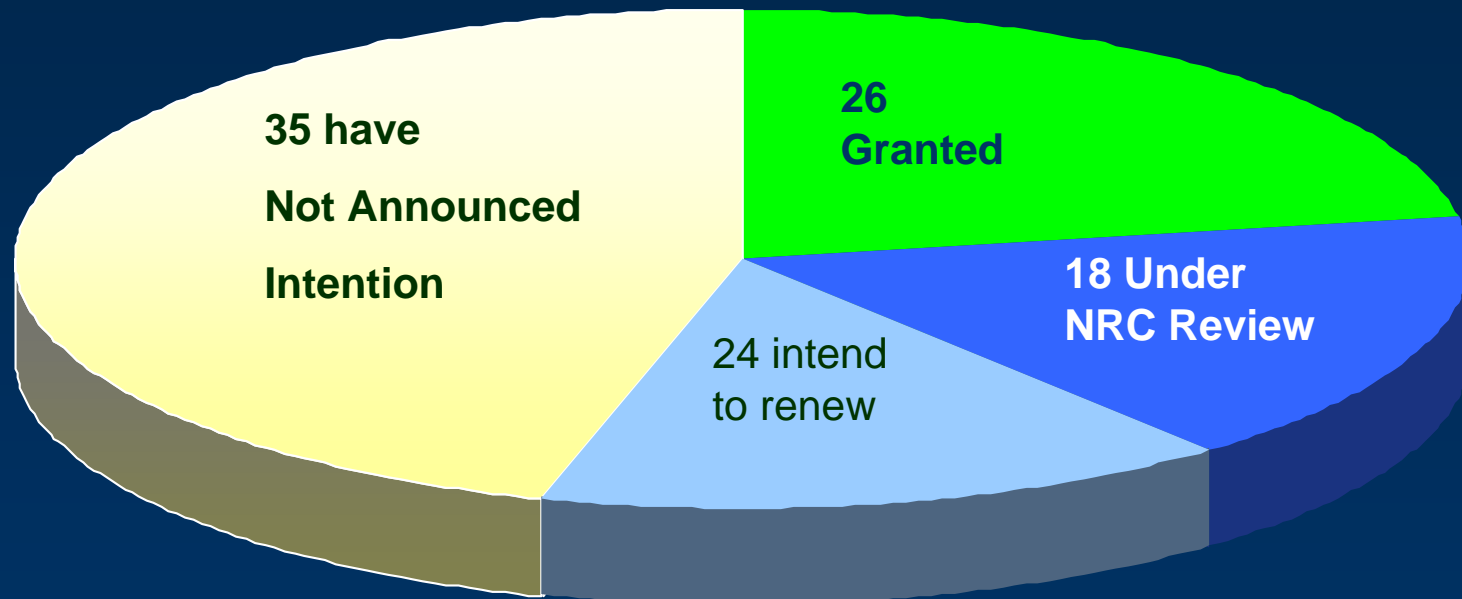 35 have
Not Announced
Intention
26
Granted
18 Under
NRC Review
24 intend
to renew